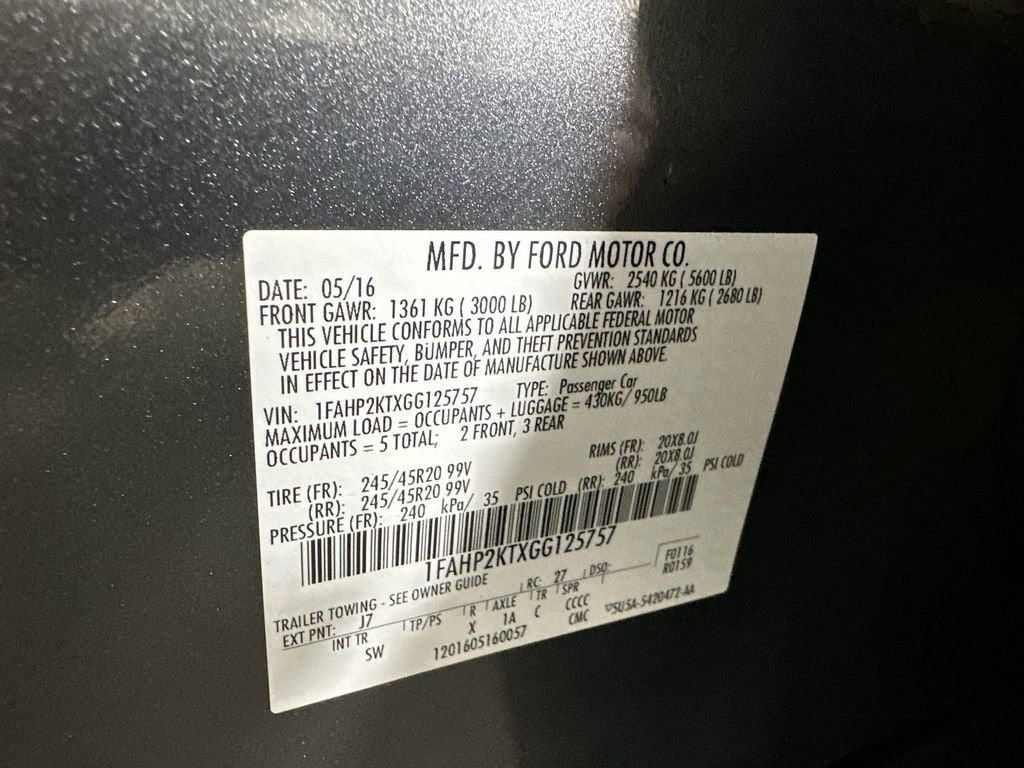 MFD. BY FORD MOTOR CO.
DATE: 05/16 GVWR: 2540 KG ( 5600 LB)
FRONT GAWR: 1361 KG ( 3000 LB) REAR GAWR: 1216 KG ( 2680 LB)
THIS VEHICLE CONFORMS TO ALL APPLICABLE FEDERAL MOTOR
VEHICLE SAFETY, BUMPER, AND THEFT PREVENTION STANDARDS
IN EFFECT ON THE DATE OF MANUFACTURE SHOWN ABOVE.
VIN: 1FAHP2KTXGG125757 TYPE: Passenger Car
MAXIMUM LOAD = OCCUPANTS + LUGGAGE = 430KG/ 950LB
OCCUPANTS = 5 TOTAL; 2 FRONT, 3 REAR
TIRE (FR): 245/45R20 99V RIMS (FR): 20X8.0J
(RR): 245/45R20 99V (RR): 20X8.0J
PRESSURE (FR): 240 kPa/ 35 PSI COLD (RR): 240 kPa/ 35 PSI COLD
1FAHP2KTXGG125757
TRAILER TOWING - SEE OWNER GUIDE F0116
EXT PNT: J7 RC: 27 DSO: R0159
INT TR TP/PS R AXLE TR SPR
SW X 1A C CCCC
1201605160057 CMC SU5A-5420472-AA